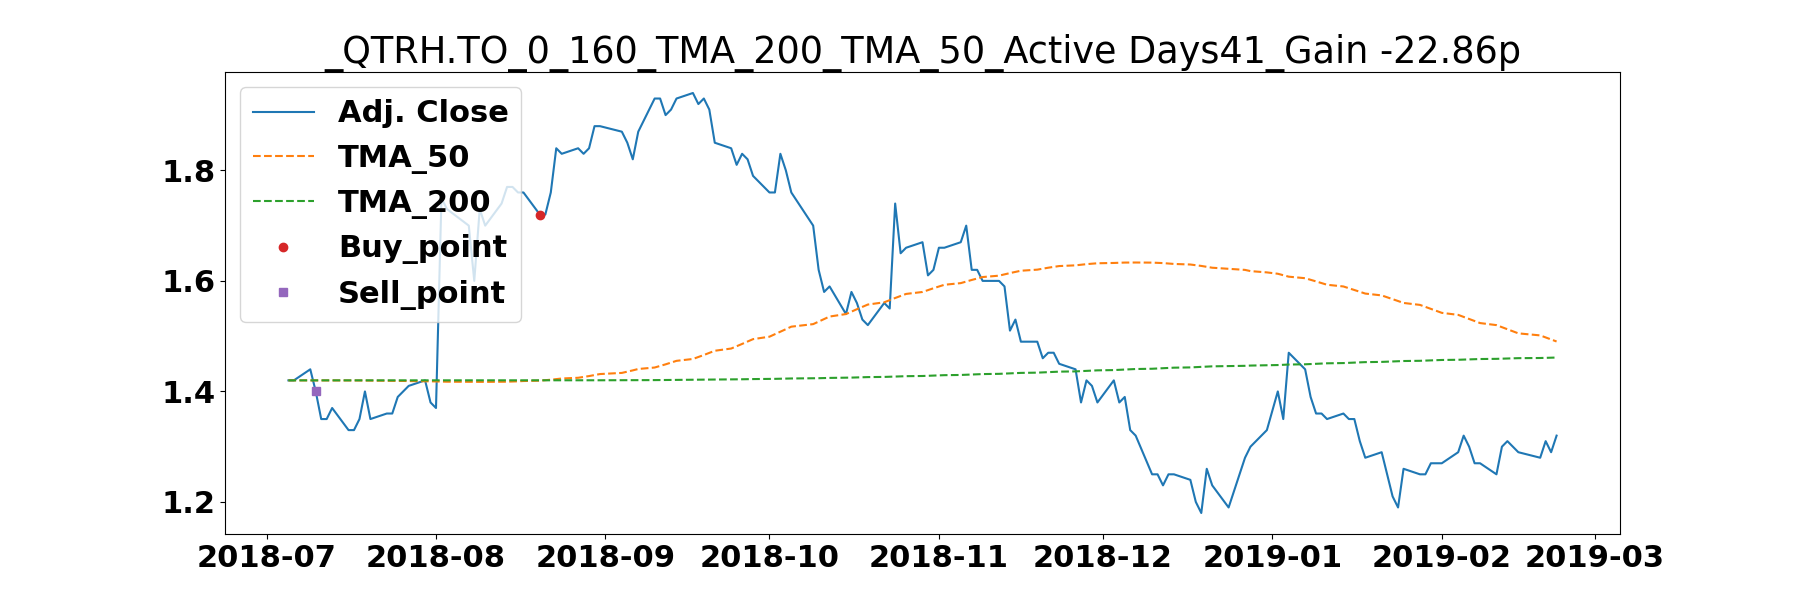 _QTRH.TO_0_160_TMA_200_TMA_50_Active Days41_Gain -22.86p
Adj. Close
TMA_50
TMA_200
Buy_point
Sell_point
1.8
1.6
1.4
1.2
2018-07 2018-08 2018-09 2018-10 2018-11 2018-12 2019-01 2019-02 2019-03